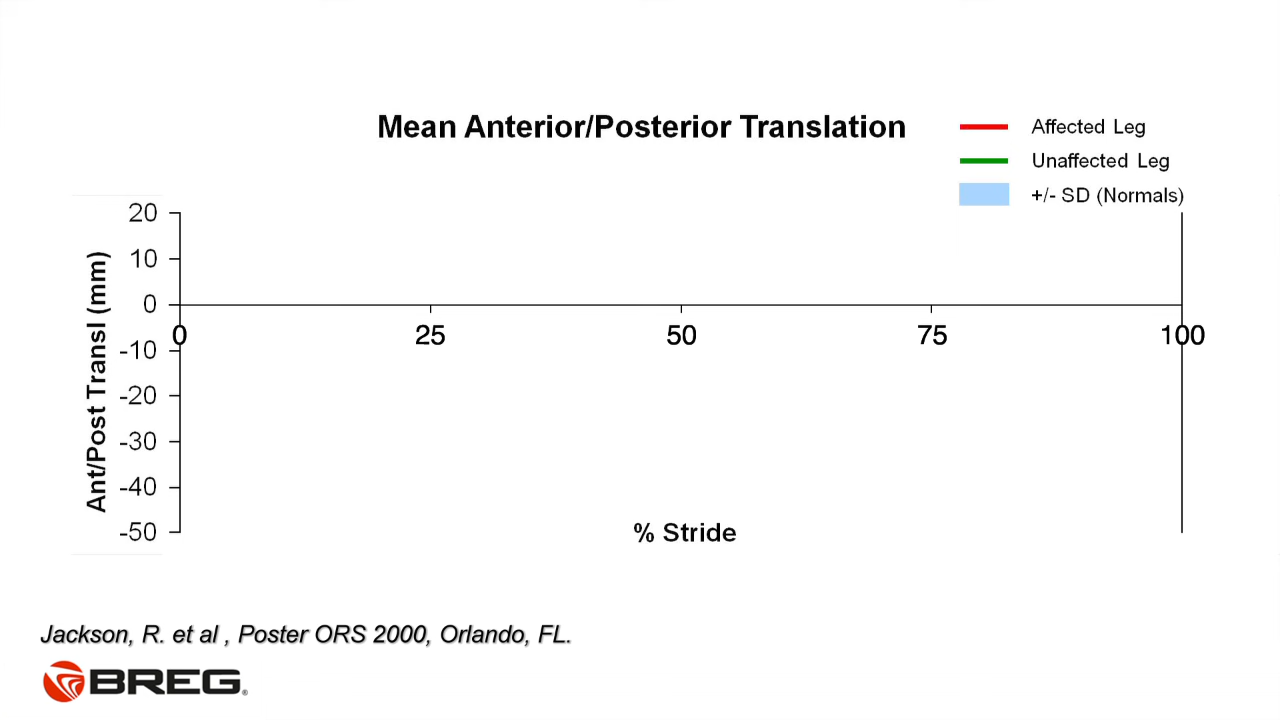 Mean Anterior/Posterior Translation
Affected Leg
Unaffected Leg
+/- SD (Normals)
Ant/Post Transl (mm)
20
10
0
-10
-20
-30
-40
-50
0
25
50
75
100
% Stride
Jackson, R. et al , Poster ORS 2000, Orlando, FL.
BREG®